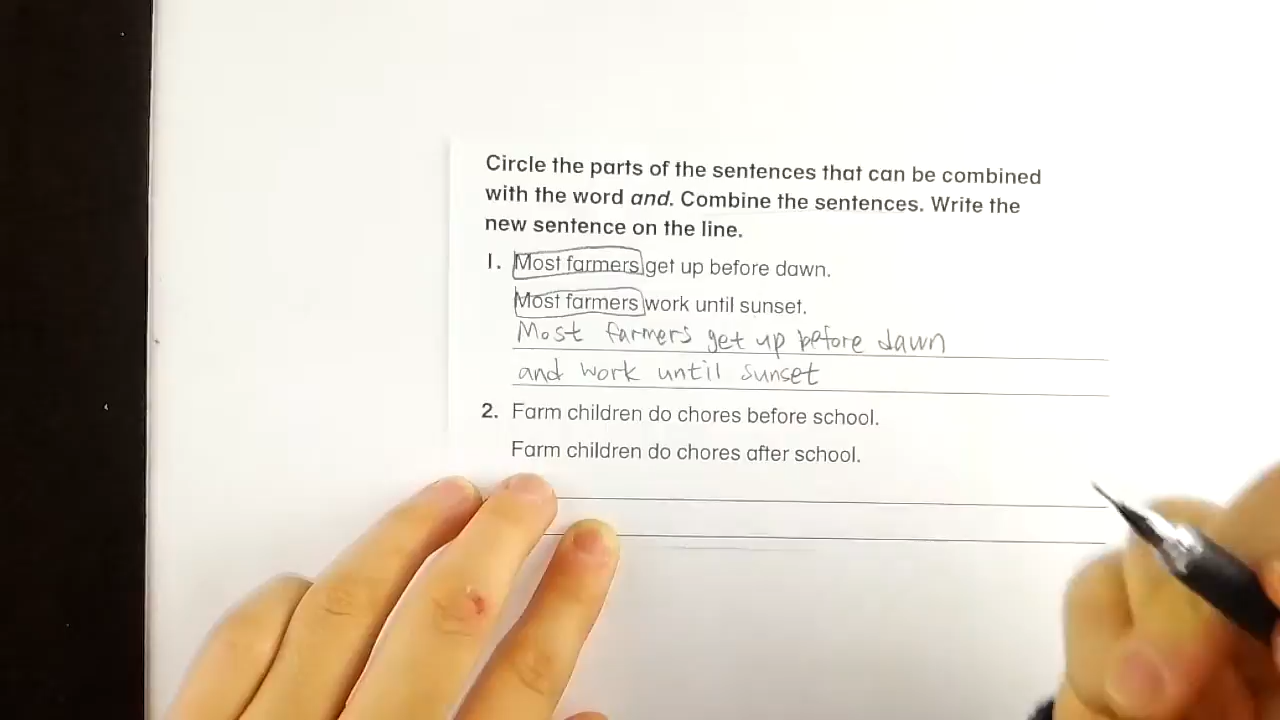 Circle the parts of the sentences that can be combined
with the word and. Combine the sentences. Write the
new sentence on the line.
1. Most farmers get up before dawn.
Most farmers work until sunset.
Most farmers get up before dawn
and work until sunset
2. Farm children do chores before school.
Farm children do chores after school.